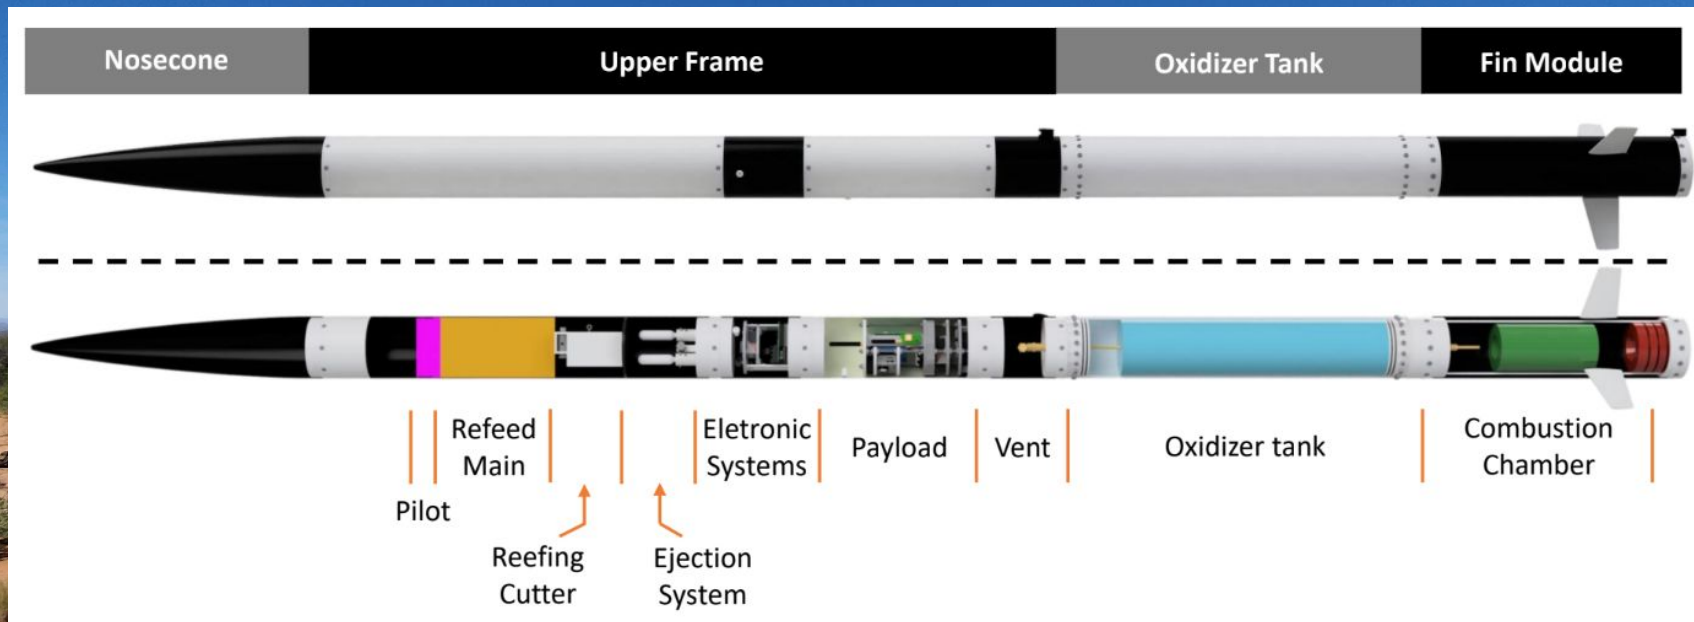 Nosecone
Upper Frame
Oxidizer Tank
Fin Module
Refeed
Main
Eletronic
Systems
Payload
Vent
Oxidizer tank
Combustion
Chamber
Pilot
Reefing
Cutter
Ejection
System